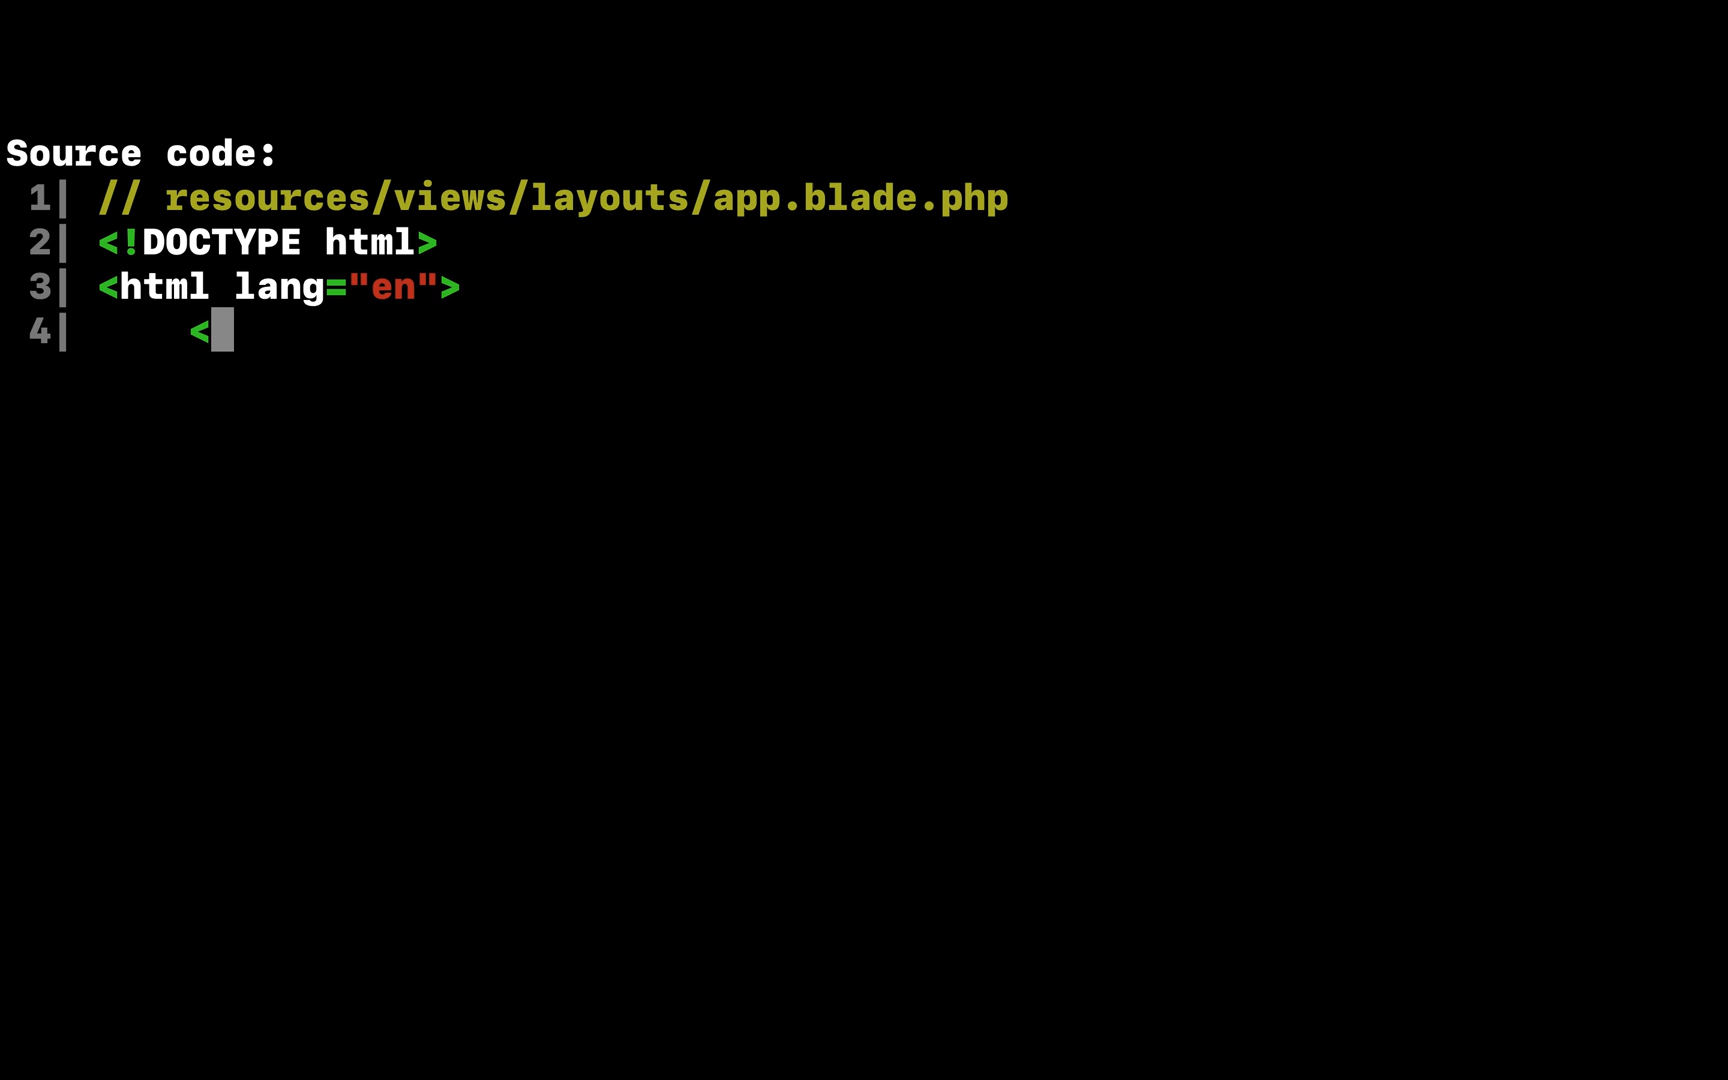 Source code:
1| // resources/views/layouts/app.blade.php
2| <!DOCTYPE html>
3| <html lang="en">
4|     <